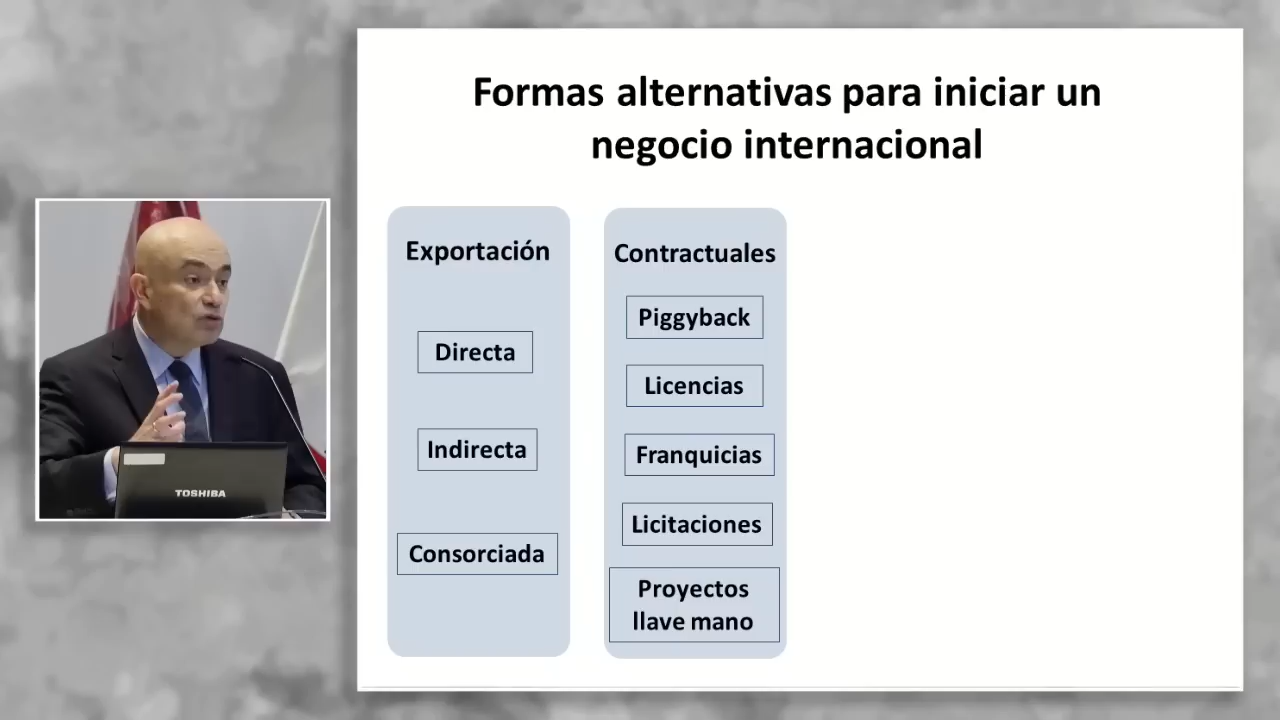 Formas alternativas para iniciar un
negocio internacional
Exportación
Directa
Indirecta
Consorciada
Contractuales
Piggyback
Licencias
Franquicias
Licitaciones
Proyectos
llave mano
TOSHIBA